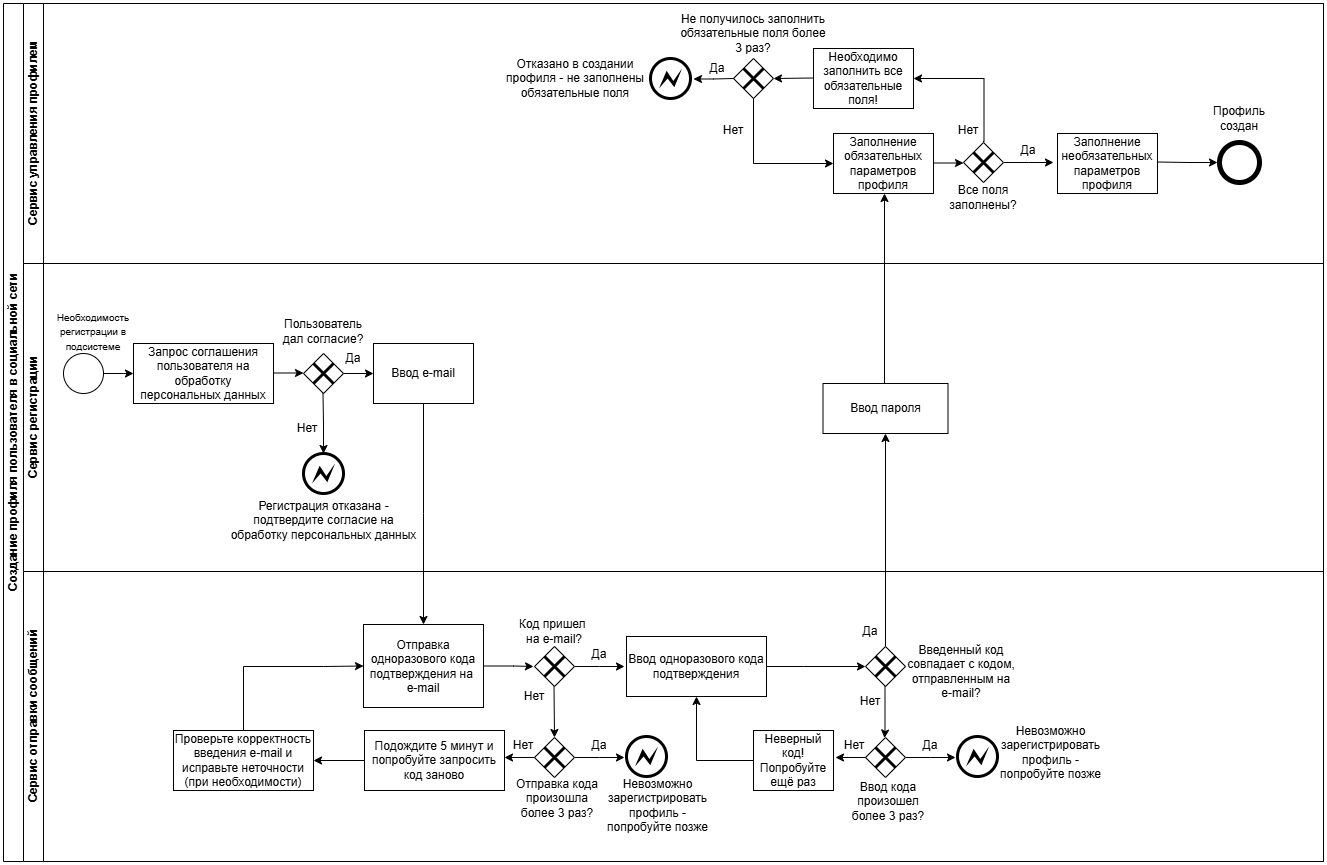 Создание профиля пользователя в социальной сети
Сервис управления профилем
Не получилось заполнить
обязательные поля более
3 раз?
Отказано в создании
профиля - не заполнены
обязательные поля
Да
Необходимо
заполнить все
обязательные
поля!
Нет
Заполнение
обязательных
параметров
профиля
Нет
Все поля
заполнены?
Да
Заполнение
необязательных
параметров
профиля
Профиль
создан
Сервис регистрации
Необходимость
регистрации в
подсистеме
Запрос соглашения
пользователя на
обработку
персональных данных
Пользователь
дал согласие?
Да
Ввод e-mail
Нет
Регистрация отказана -
подтвердите согласие на
обработку персональных данных
Ввод пароля
Сервис отправки сообщений
Отправка
одноразового кода
подтверждения на
e-mail
Код пришел
на e-mail?
Да
Нет
Ввод одноразового кода
подтверждения
Да
Введенный код
совпадает с кодом,
отправленным на
e-mail?
Нет
Проверьте корректность
введения e-mail и
исправьте неточности
(при необходимости)
Подождите 5 минут и
попробуйте запросить
код заново
Нет
Отправка кода
произошла
более 3 раз?
Да
Невозможно
зарегистрировать
профиль -
попробуйте позже
Неверный
код!
Попробуйте
ещё раз
Нет
Ввод кода
произошел
более 3 раз?
Да
Невозможно
зарегистрировать
профиль -
попробуйте позже